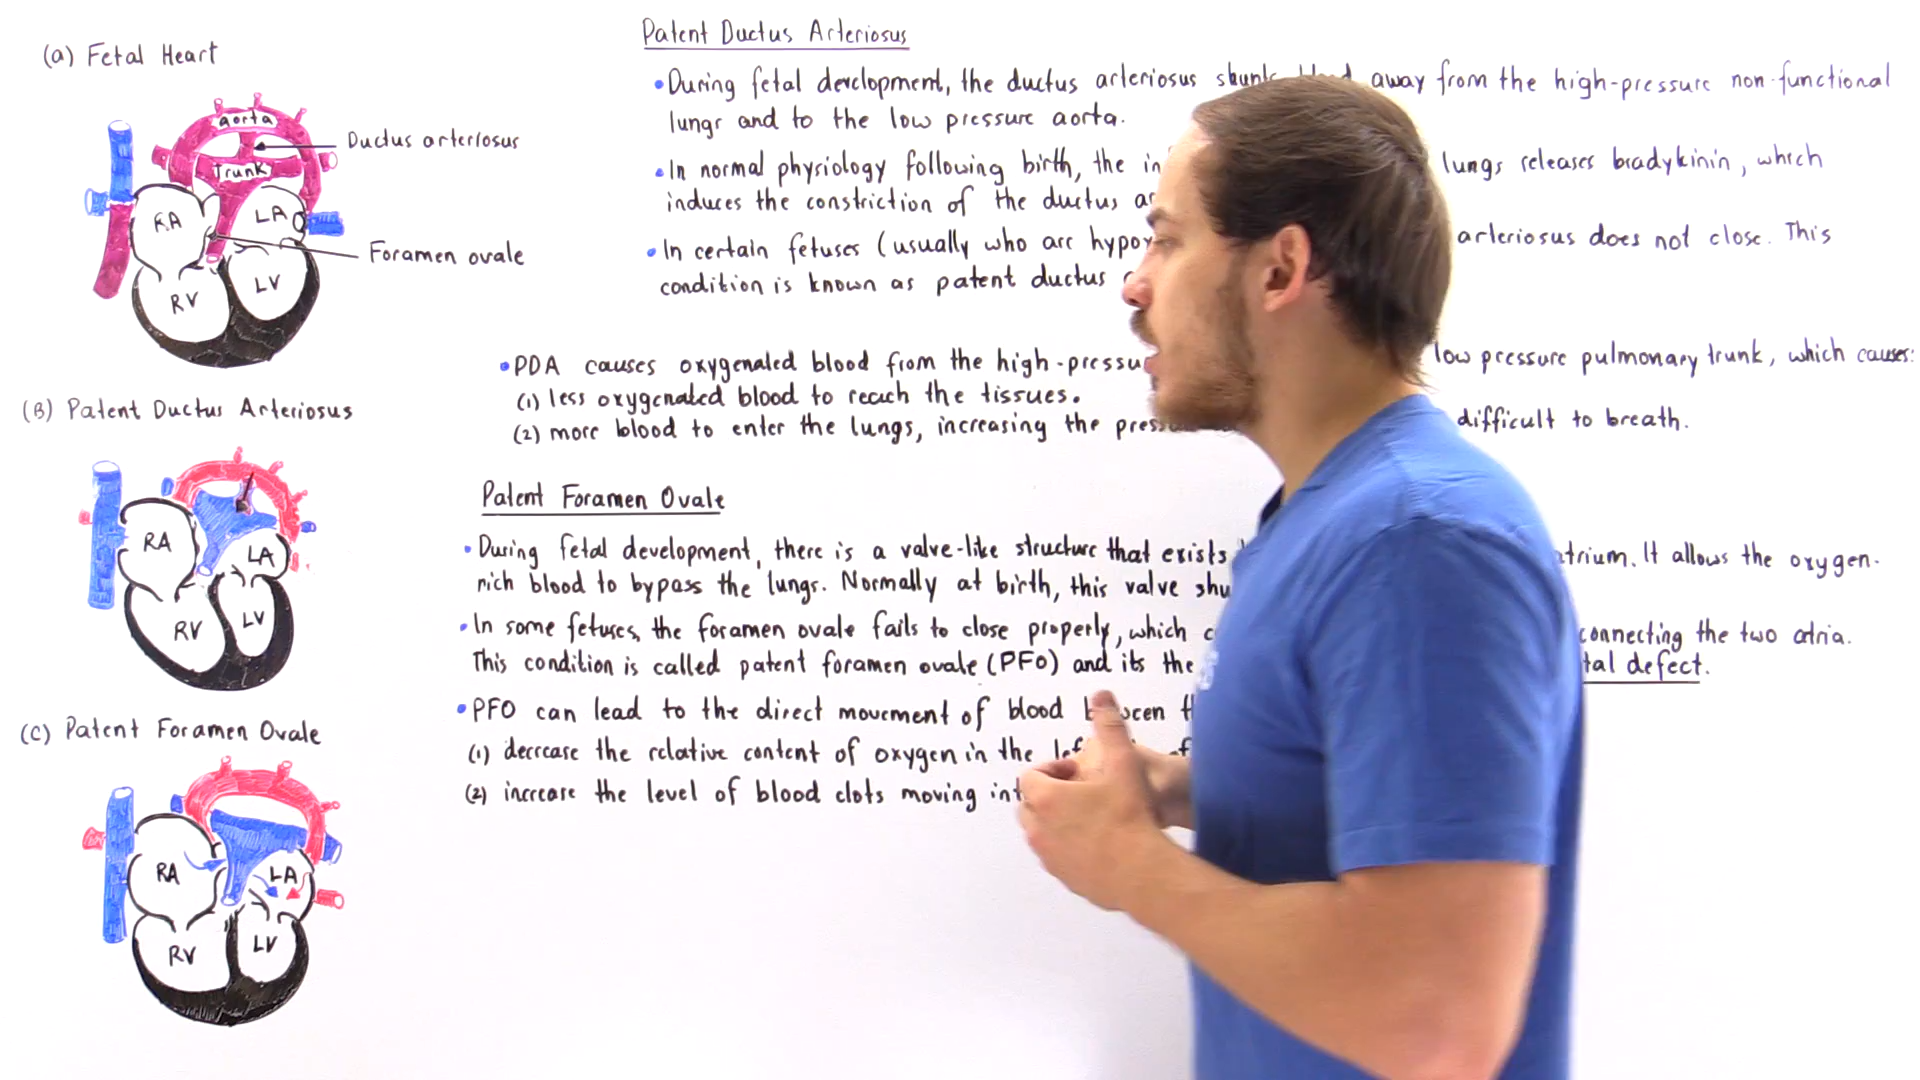 (a) Fetal Heart
aorta
Trunk
Ductus arteriosus
RA
LA
Foramen ovale
RV
LV
(B) Patent Ductus Arteriosus
RA
LA
RV
LV
(C) Patent Foramen Ovale
RA
LA
RV
LV
Patent Ductus Arteriosus
•During fetal development, the ductus arteriosus away from the high-pressure non-functional
lungs and to the low pressure aorta.
•In normal physiology following birth, the lungs releases bradykinin, which
induces the constriction of the ductus
•In certain fetuses (usually who are arteriosus does not close. This
condition is known as patent ductus
•PDA causes oxygenated blood from the low pressure pulmonary trunk, which causes:
(1) less oxygenated blood to reach the tissues.
(2) more blood to enter the lungs, increasing the difficult to breath.
Patent Foramen Ovale
•During fetal development, there is a valve-like structure that exists atrium. It allows the oxygen-
rich blood to bypass the lungs. Normally at birth, this valve
•In some fetuses, the foramen ovale fails to close properly, which connecting the two atria.
This condition is called patent foramen ovale (PFO) and its the defect.
•PFO can lead to the direct movement of blood
(1) decrease the relative content of oxygen in the
(2) increase the level of blood clots moving